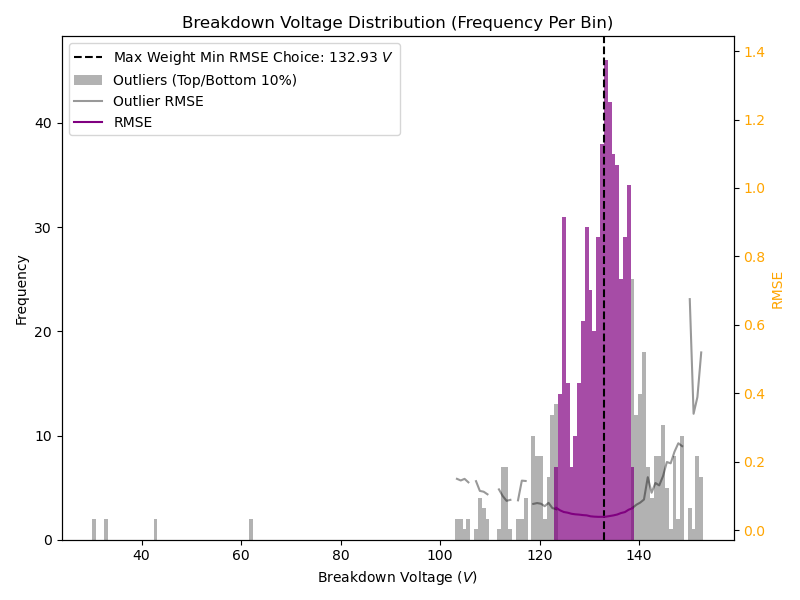 Breakdown Voltage Distribution (Frequency Per Bin)
Max Weight Min RMSE Choice: 132.93 V
Outliers (Top/Bottom 10%)
Outlier RMSE
RMSE
Frequency
0
10
20
30
40
40
60
80
100
120
140
Breakdown Voltage (V)
0.0
0.2
0.4
0.6
0.8
1.0
1.2
1.4
RMSE